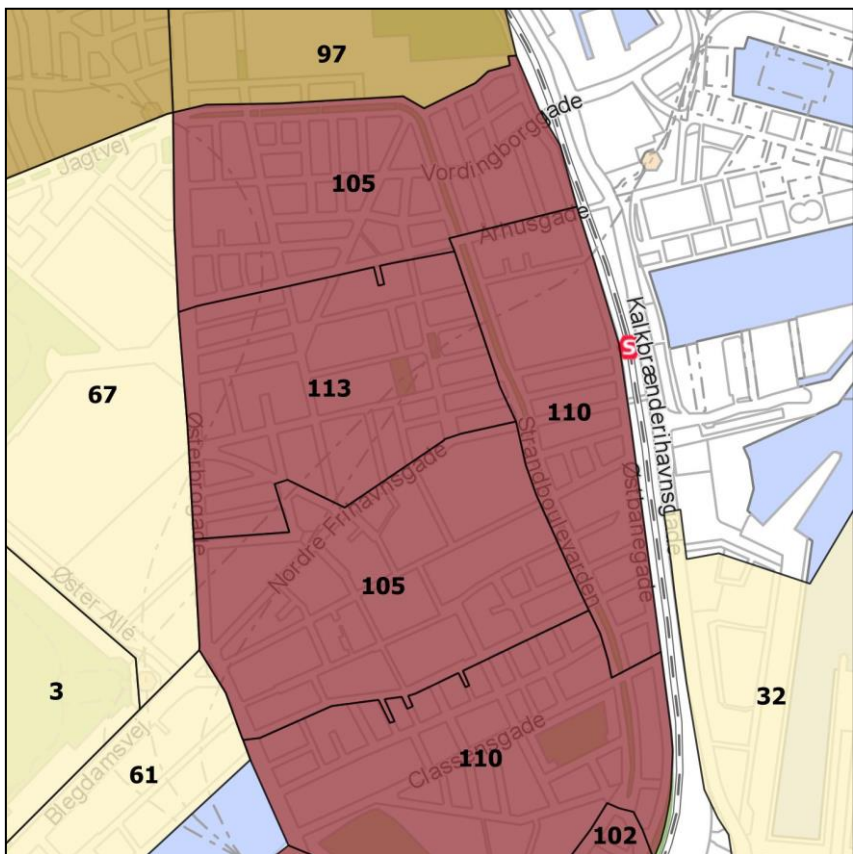 97
Jagtvej
Vordingborggade
105
Århusgade
Kalkbrænderihavnsgade
S
67
113
110
Østerbrogade
Strandboulevarden
Østbanegade
Nordre Frihavnsgade
105
Øster Allé
3
32
61
Blegdamsvej
Classensgade
110
102